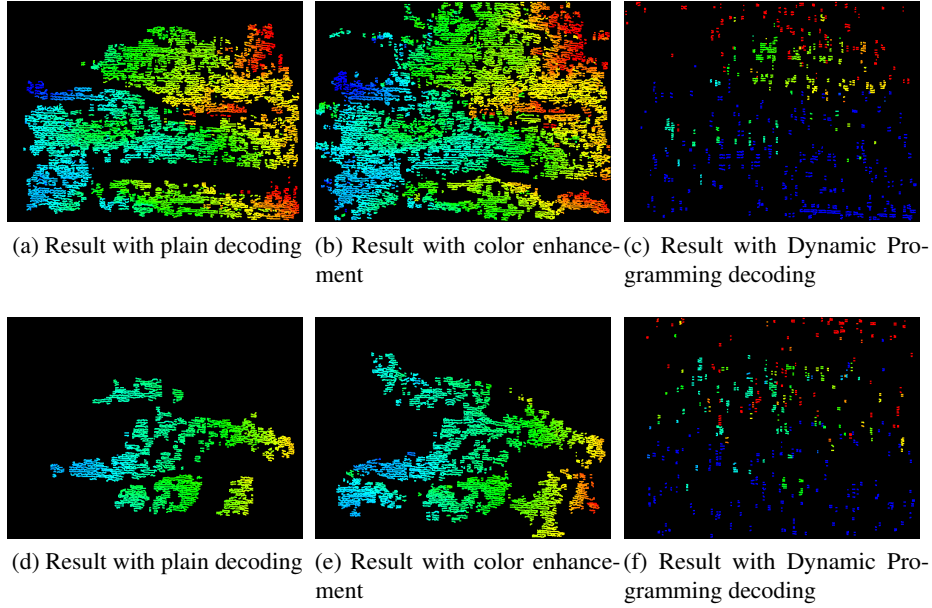 (a) Result with plain decoding
(b) Result with color enhance-
ment
(c) Result with Dynamic Pro-
gramming decoding
(d) Result with plain decoding
(e) Result with color enhance-
ment
(f) Result with Dynamic Pro-
gramming decoding